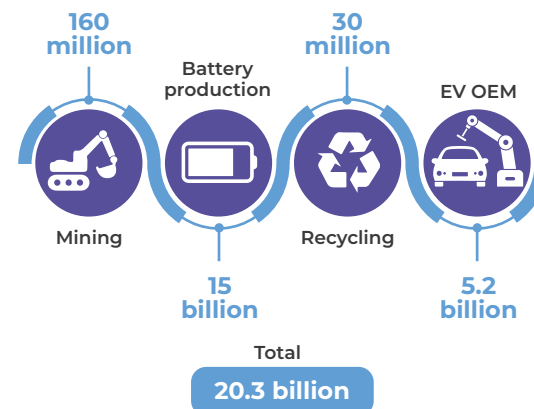 160
million
Mining
Battery
production
15
billion
30
million
Recycling
EV OEM
5.2
billion
Total
20.3 billion